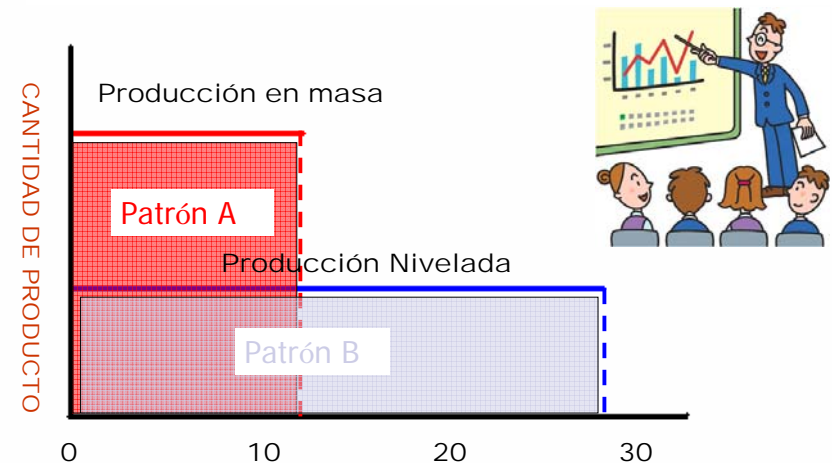 CANTIDAD DE PRODUCTO
Producción en masa
Patrón A
Producción Nivelada
Patrón B
0 10 20 30